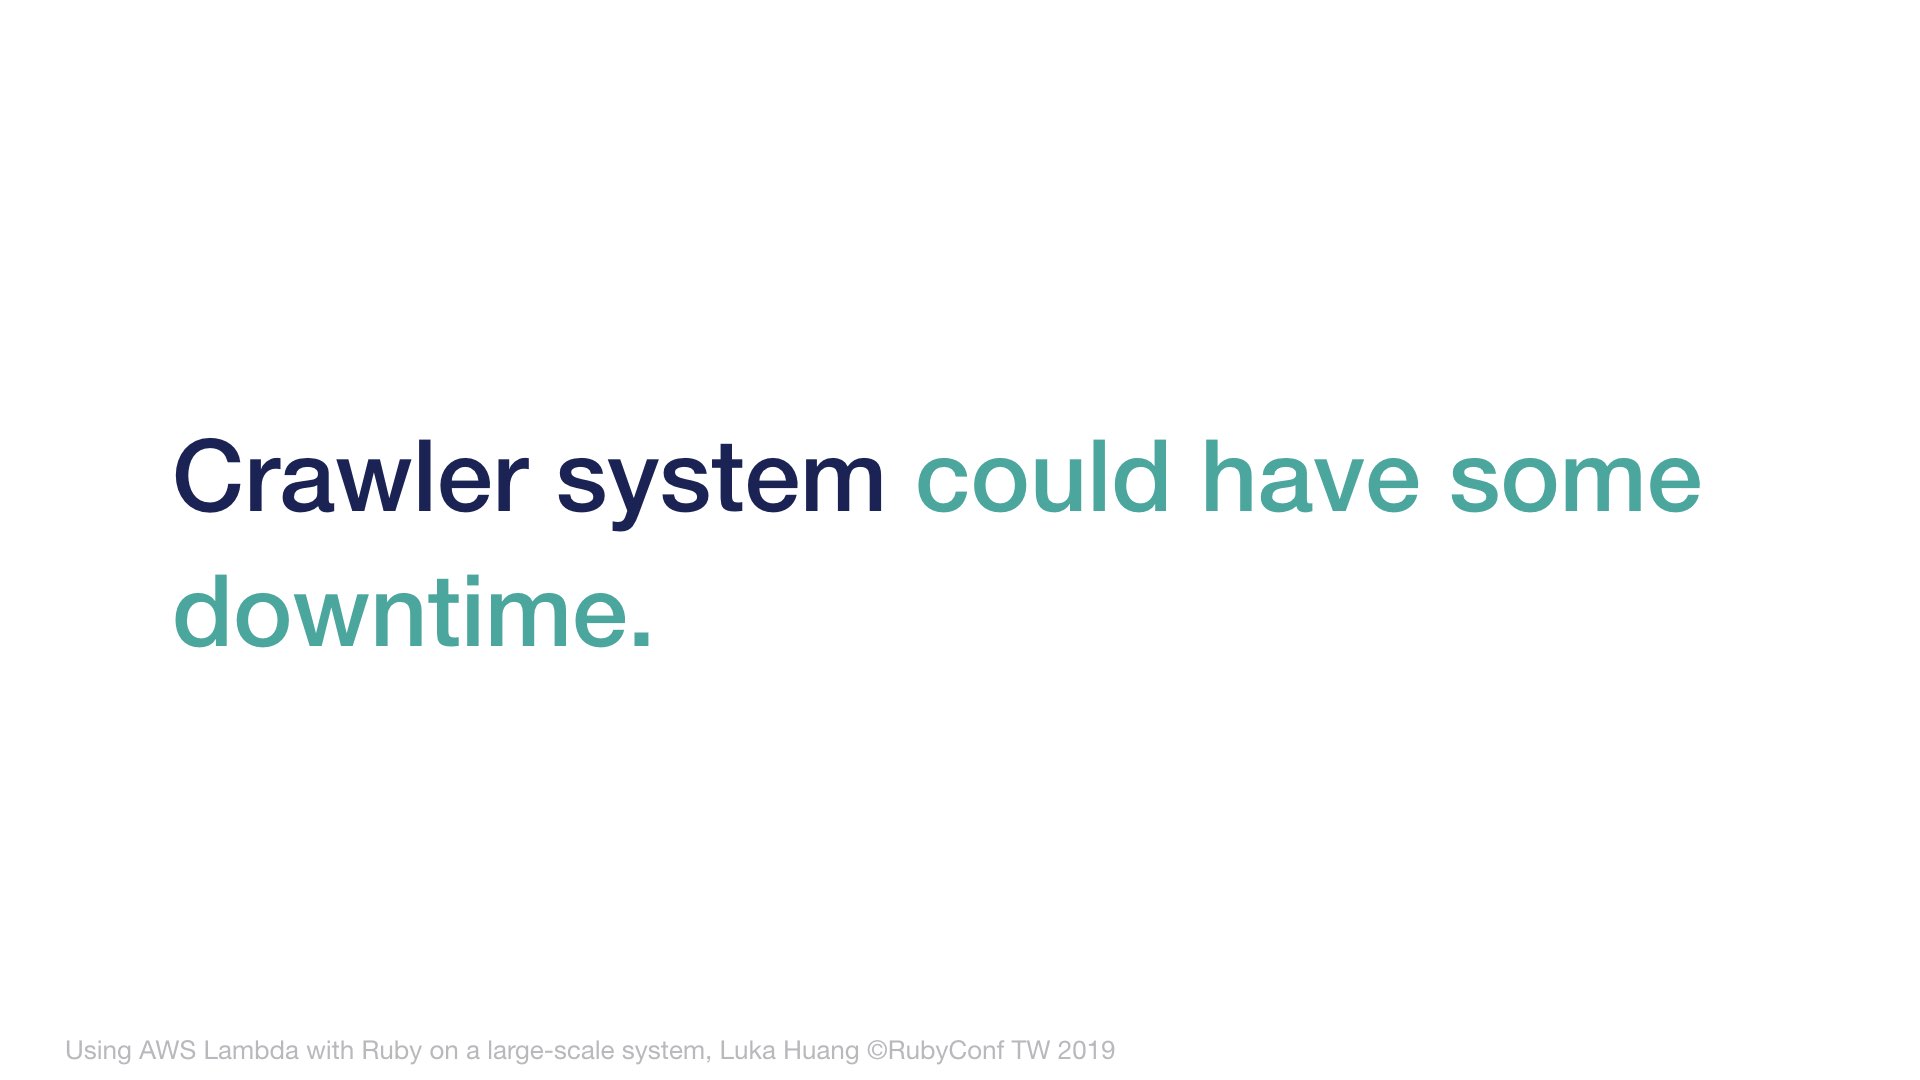 Crawler system could have some
downtime.
Using AWS Lambda with Ruby on a large-scale system, Luka Huang ©RubyConf TW 2019